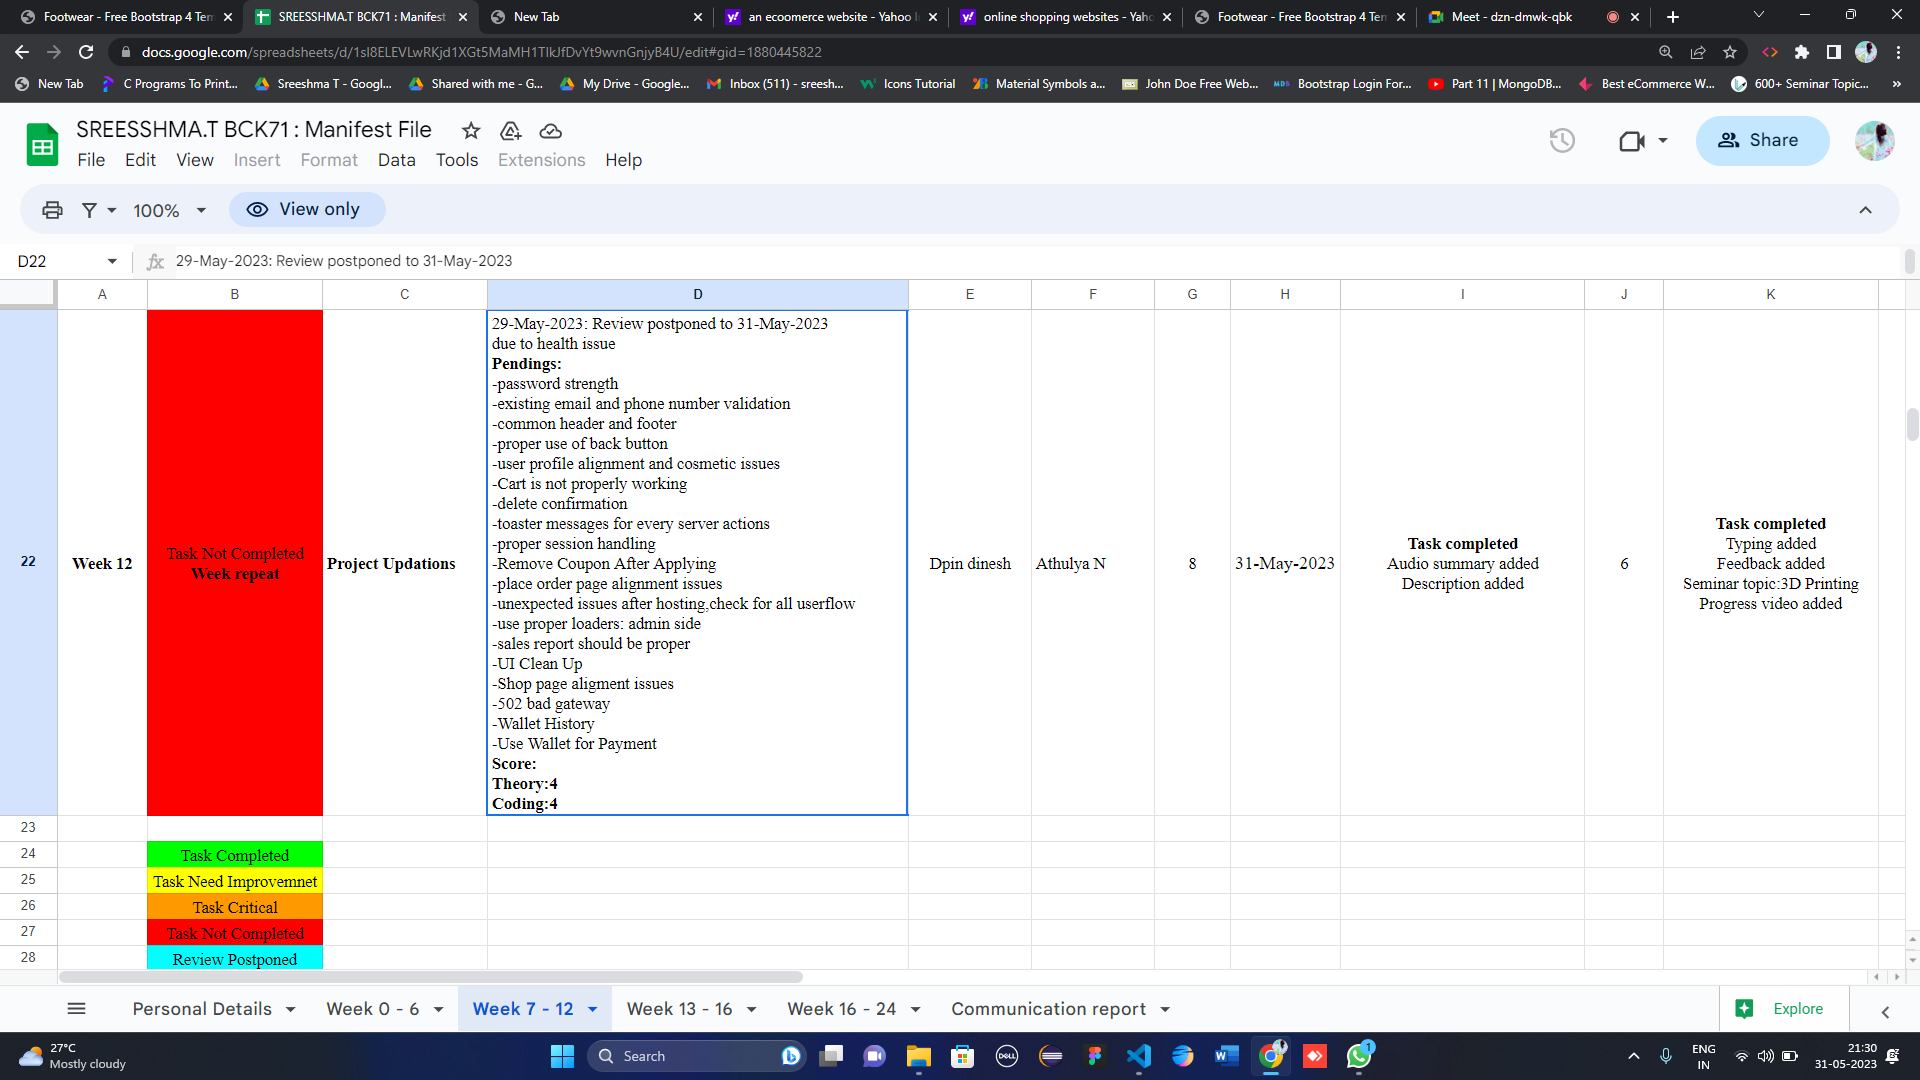 Footwear - Free Bootstrap 4 Tem
SREESSHMA.T BCK71 : Manifest
New Tab
an ecoomerce website - Yahoo I
online shopping websites - Yaho
Footwear - Free Bootstrap 4 Tem
Meet - dzn-dmwk-qbk
docs.google.com/spreadsheets/d/1sI8ELEVLwRKjd1XGt5MaMH1TIkJfDvYt9wvnGnjyB4U/edit#gid=1880445822
New Tab
C Programs To Print...
Sreeshma T - Googl...
Shared with me - G...
My Drive - Google...
Inbox (511) - sreesh...
Icons Tutorial
Material Symbols a...
John Doe Free Web...
Bootstrap Login For...
Part 11 | MongoDB...
Best eCommerce W...
600+ Seminar Topic...
SREESSHMA.T BCK71 : Manifest File
File Edit View Insert Format Data Tools Extensions Help
Share
100%
View only
D22
fx
29-May-2023: Review postponed to 31-May-2023
A B C D E F G H I J K
22
Week 12
Task Not Completed
Week repeat
Project Updations
29-May-2023: Review postponed to 31-May-2023
due to health issue
Pendings:
-password strength
-existing email and phone number validation
-common header and footer
-proper use of back button
-user profile alignment and cosmetic issues
-Cart is not properly working
-delete confirmation
-toaster messages for every server actions
-proper session handling
-Remove Coupon After Applying
-place order page alignment issues
-unexpected issues after hosting,check for all userflow
-use proper loaders: admin side
-sales report should be proper
-UI Clean Up
-Shop page aligment issues
-502 bad gateway
-Wallet History
-Use Wallet for Payment
Score:
Theory:4
Coding:4
Dpin dinesh
Athulya N
8
31-May-2023
Task completed
Audio summary added
Description added
6
Task completed
Typing added
Feedback added
Seminar topic:3D Printing
Progress video added
23
24
Task Completed
25
Task Need Improvemnet
26
Task Critical
27
Task Not Completed
28
Review Postponed
Personal Details
Week 0 - 6
Week 7 - 12
Week 13 - 16
Week 16 - 24
Communication report
Explore
27°C
Mostly cloudy
Search
DELL
1
ENG
IN
21:30
31-05-2023